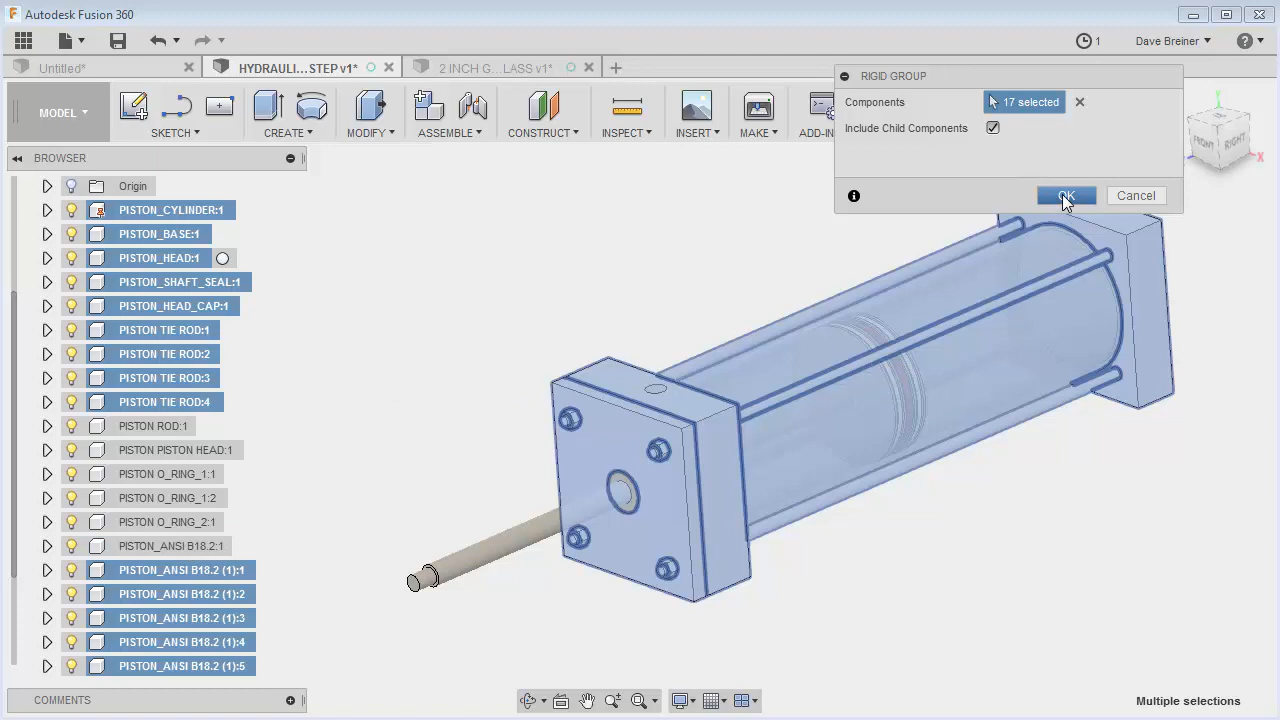 Autodesk Fusion 360
1
Dave Breiner
?
Untitled*
HYDRAULI...STEP v1*
2 INCH G...LASS v1*
MODEL
SKETCH
CREATE
MODIFY
ASSEMBLE
CONSTRUCT
INSPECT
INSERT
MAKE
ADD-IN
RIGID GROUP
Components
17 selected
Include Child Components
OK
Cancel
Y
FRONT
RIGHT
X
BROWSER
Origin
PISTON_CYLINDER:1
PISTON_BASE:1
PISTON_HEAD:1
PISTON_SHAFT_SEAL:1
PISTON_HEAD_CAP:1
PISTON TIE ROD:1
PISTON TIE ROD:2
PISTON TIE ROD:3
PISTON TIE ROD:4
PISTON ROD:1
PISTON PISTON HEAD:1
PISTON O_RING_1:1
PISTON O_RING_1:2
PISTON O_RING_2:1
PISTON_ANSI B18.2:1
PISTON_ANSI B18.2 (1):1
PISTON_ANSI B18.2 (1):2
PISTON_ANSI B18.2 (1):3
PISTON_ANSI B18.2 (1):4
PISTON_ANSI B18.2 (1):5
COMMENTS
Multiple selections